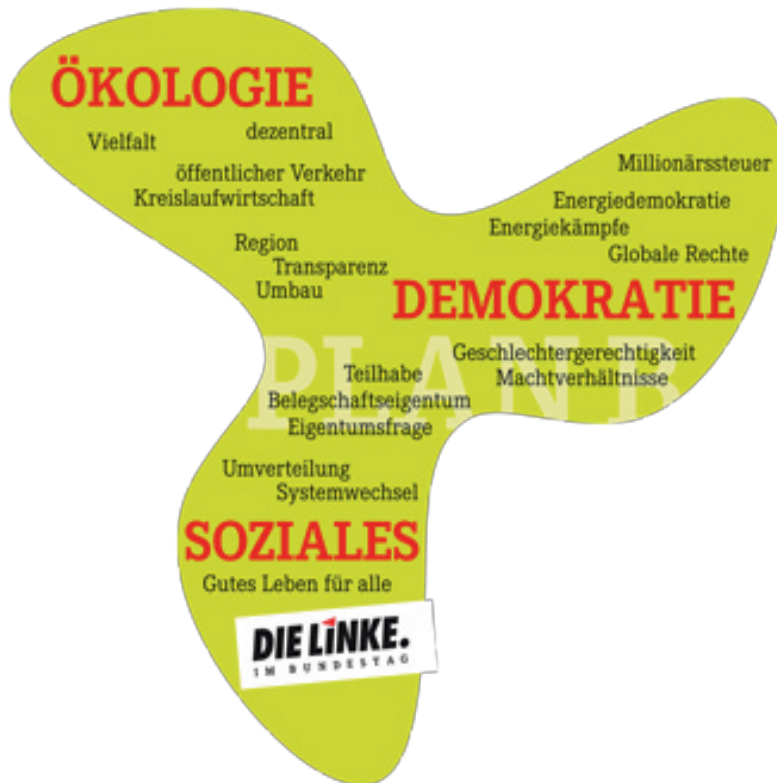 ÖKOLOGIE
Vielfalt
dezentral
öffentlicher Verkehr
Kreislaufwirtschaft
Region
Transparenz
Umbau
Millionärssteuer
Energiedemokratie
Energiekämpfe
Globale Rechte
DEMOKRATIE
PLAN B
Geschlechtergerechtigkeit
Machtverhältnisse
Teilhabe
Belegschaftseigentum
Eigentumsfrage
Umverteilung
Systemwechsel
SOZIALES
Gutes Leben für alle
DIE LINKE.
IM BUNDESTAG